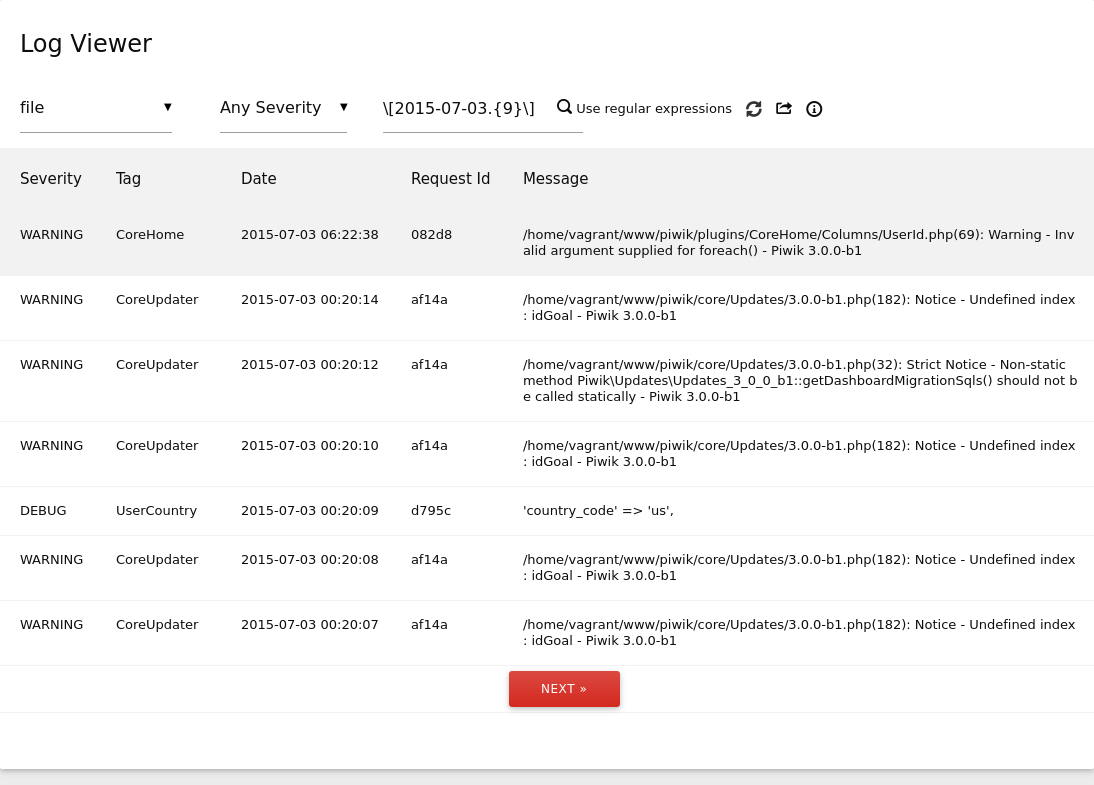 Log Viewer
file ▼ Any Severity ▼ \[2015-07-03.{9}\] Use regular expressions
Severity Tag Date Request Id Message
WARNING CoreHome 2015-07-03 06:22:38 082d8 /home/vagrant/www/piwik/plugins/CoreHome/Columns/UserId.php(69): Warning - Inv
alid argument supplied for foreach() - Piwik 3.0.0-b1
WARNING CoreUpdater 2015-07-03 00:20:14 af14a /home/vagrant/www/piwik/core/Updates/3.0.0-b1.php(182): Notice - Undefined index
: idGoal - Piwik 3.0.0-b1
WARNING CoreUpdater 2015-07-03 00:20:12 af14a /home/vagrant/www/piwik/core/Updates/3.0.0-b1.php(32): Strict Notice - Non-static
method Piwik\Updates\Updates_3_0_0_b1::getDashboardMigrationSqls() should not b
e called statically - Piwik 3.0.0-b1
WARNING CoreUpdater 2015-07-03 00:20:10 af14a /home/vagrant/www/piwik/core/Updates/3.0.0-b1.php(182): Notice - Undefined index
: idGoal - Piwik 3.0.0-b1
DEBUG UserCountry 2015-07-03 00:20:09 d795c 'country_code' => 'us',
WARNING CoreUpdater 2015-07-03 00:20:08 af14a /home/vagrant/www/piwik/core/Updates/3.0.0-b1.php(182): Notice - Undefined index
: idGoal - Piwik 3.0.0-b1
WARNING CoreUpdater 2015-07-03 00:20:07 af14a /home/vagrant/www/piwik/core/Updates/3.0.0-b1.php(182): Notice - Undefined index
: idGoal - Piwik 3.0.0-b1
NEXT »